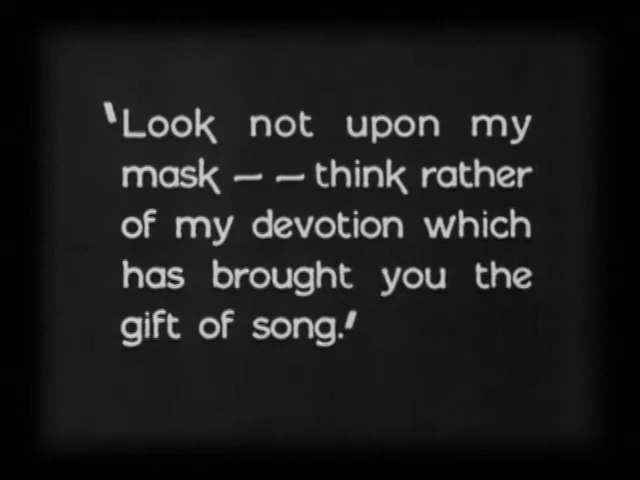 'Look not upon my
mask — — think rather
of my devotion which
has brought you the
gift of song.'